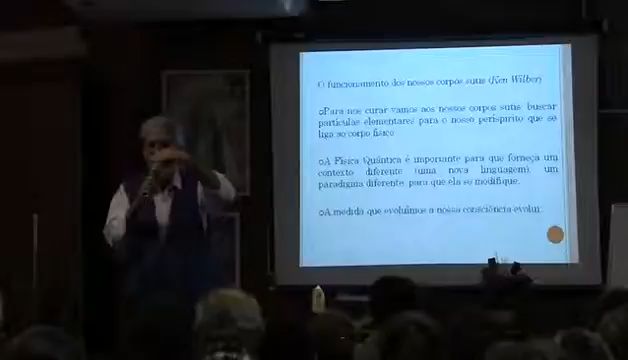 O funcionamento dos nossos corpos sutis (Ken Wilber)
Para nos curar vamos aos nossos corpos sutis buscar
partículas elementares para o nosso perispirito que se
liga ao corpo físico
A Física Quântica é importante para que forneça um
contexto diferente (uma nova linguagem) um
paradigma diferente para que ela se modifique.
A medida que evoluímos a nossa consciência evolui.